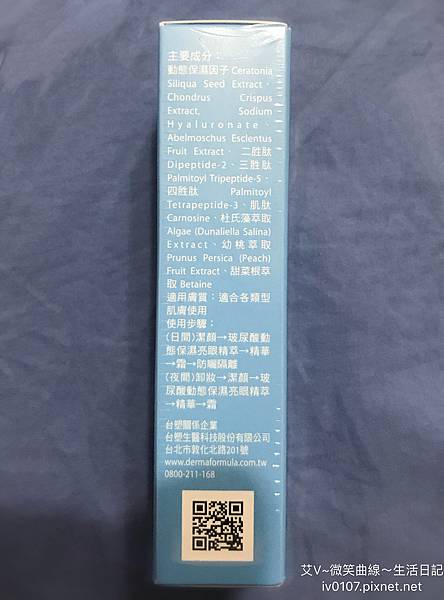 主要成分：
動態保濕因子 Ceratonia
Siliqua Seed Extract、
Chondrus Crispus
Extract, Sodium
Hyaluronate、
Abelmoschus Esclentus
Fruit Extract、二胜肽
Dipeptide-2、三胜肽
Palmitoyl Tripeptide-5、
四胜肽 Palmitoyl
Tetrapeptide-3、肌肽
Carnosine、杜氏藻萃取
Algae (Dunaliella Salina)
Extract、幼桃萃取
Prunus Persica (Peach)
Fruit Extract、甜菜根萃
取 Betaine
適用膚質：適合各類型
肌膚使用
使用步驟：
(日間)潔顏→玻尿酸動
態保濕亮眼精萃→精華
→霜→防曬隔離
(夜間)卸妝→潔顏→玻
尿酸動態保濕亮眼精萃
→精華→霜
台塑關係企業
台塑生醫科技股份有限公司
台北市敦化北路201號
www.dermaformula.com.tw
0800-211-168
艾V~微笑曲線～生活日記
iv0107.pixnet.net